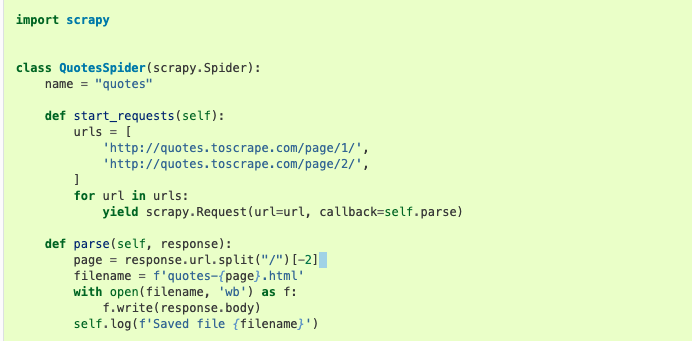 import scrapy
class QuotesSpider(scrapy.Spider):
    name = "quotes"
    def start_requests(self):
        urls = [
            'http://quotes.toscrape.com/page/1/',
            'http://quotes.toscrape.com/page/2/',
        ]
        for url in urls:
            yield scrapy.Request(url=url, callback=self.parse)
    def parse(self, response):
        page = response.url.split("/")[-2]
        filename = f'quotes-{page}.html'
        with open(filename, 'wb') as f:
            f.write(response.body)
        self.log(f'Saved file {filename}')